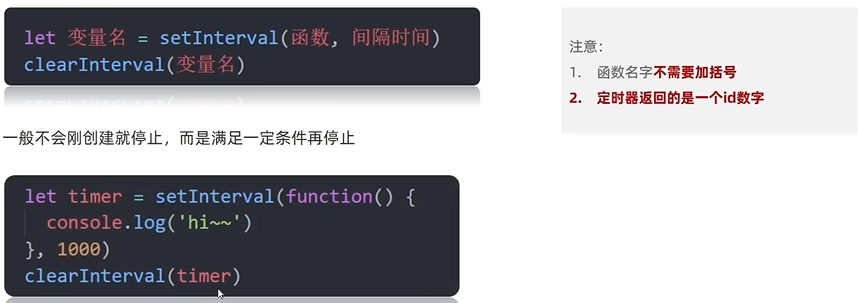 let 变量名 = setInterval(函数, 间隔时间)
clearInterval(变量名)
一般不会刚创建就停止，而是满足一定条件再停止
let timer = setInterval(function() {
  console.log('hi~~')
}, 1000)
clearInterval(timer)
注意：
1. 函数名字不需要加括号
2. 定时器返回的是一个id数字